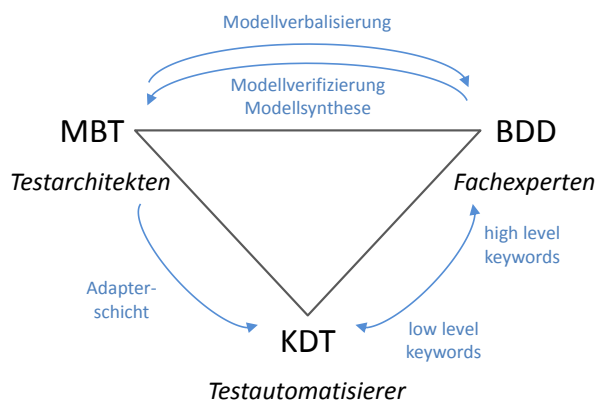 Modellverbalisierung
Modellverifizierung
Modellsynthese
MBT
BDD
Testarchitekten
Fachexperten
high level
keywords
Adapter-
schicht
low level
keywords
KDT
Testautomatisierer